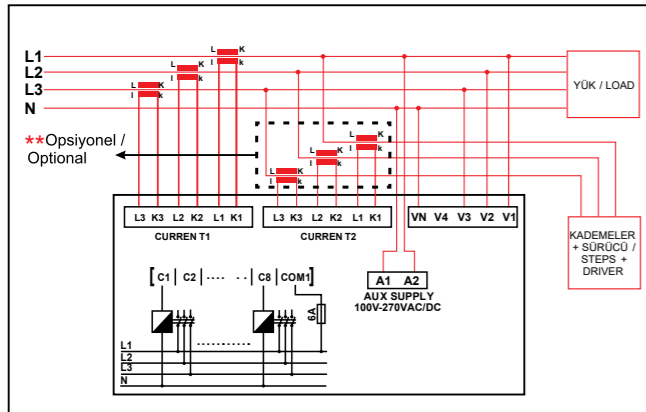 L1
L2
L3
N
L K
l k
L K
l k
L K
l k
YÜK / LOAD
**Opsiyonel /
Optional
L K
l k
L K
l k
L K
l k
L3 K3 L2 K2 L1 K1
CURREN T1
L3 K3 L2 K2 L1 K1
CURREN T2
VN V4 V3 V2 V1
KADEMELER
+ SÜRÜCÜ /
STEPS +
DRIVER
[ C1 | C2 ---- - - | C8 | COM1 ]
A1 A2
AUX SUPPLY
100V-270VAC/DC
6A
L1
L2
L3
N